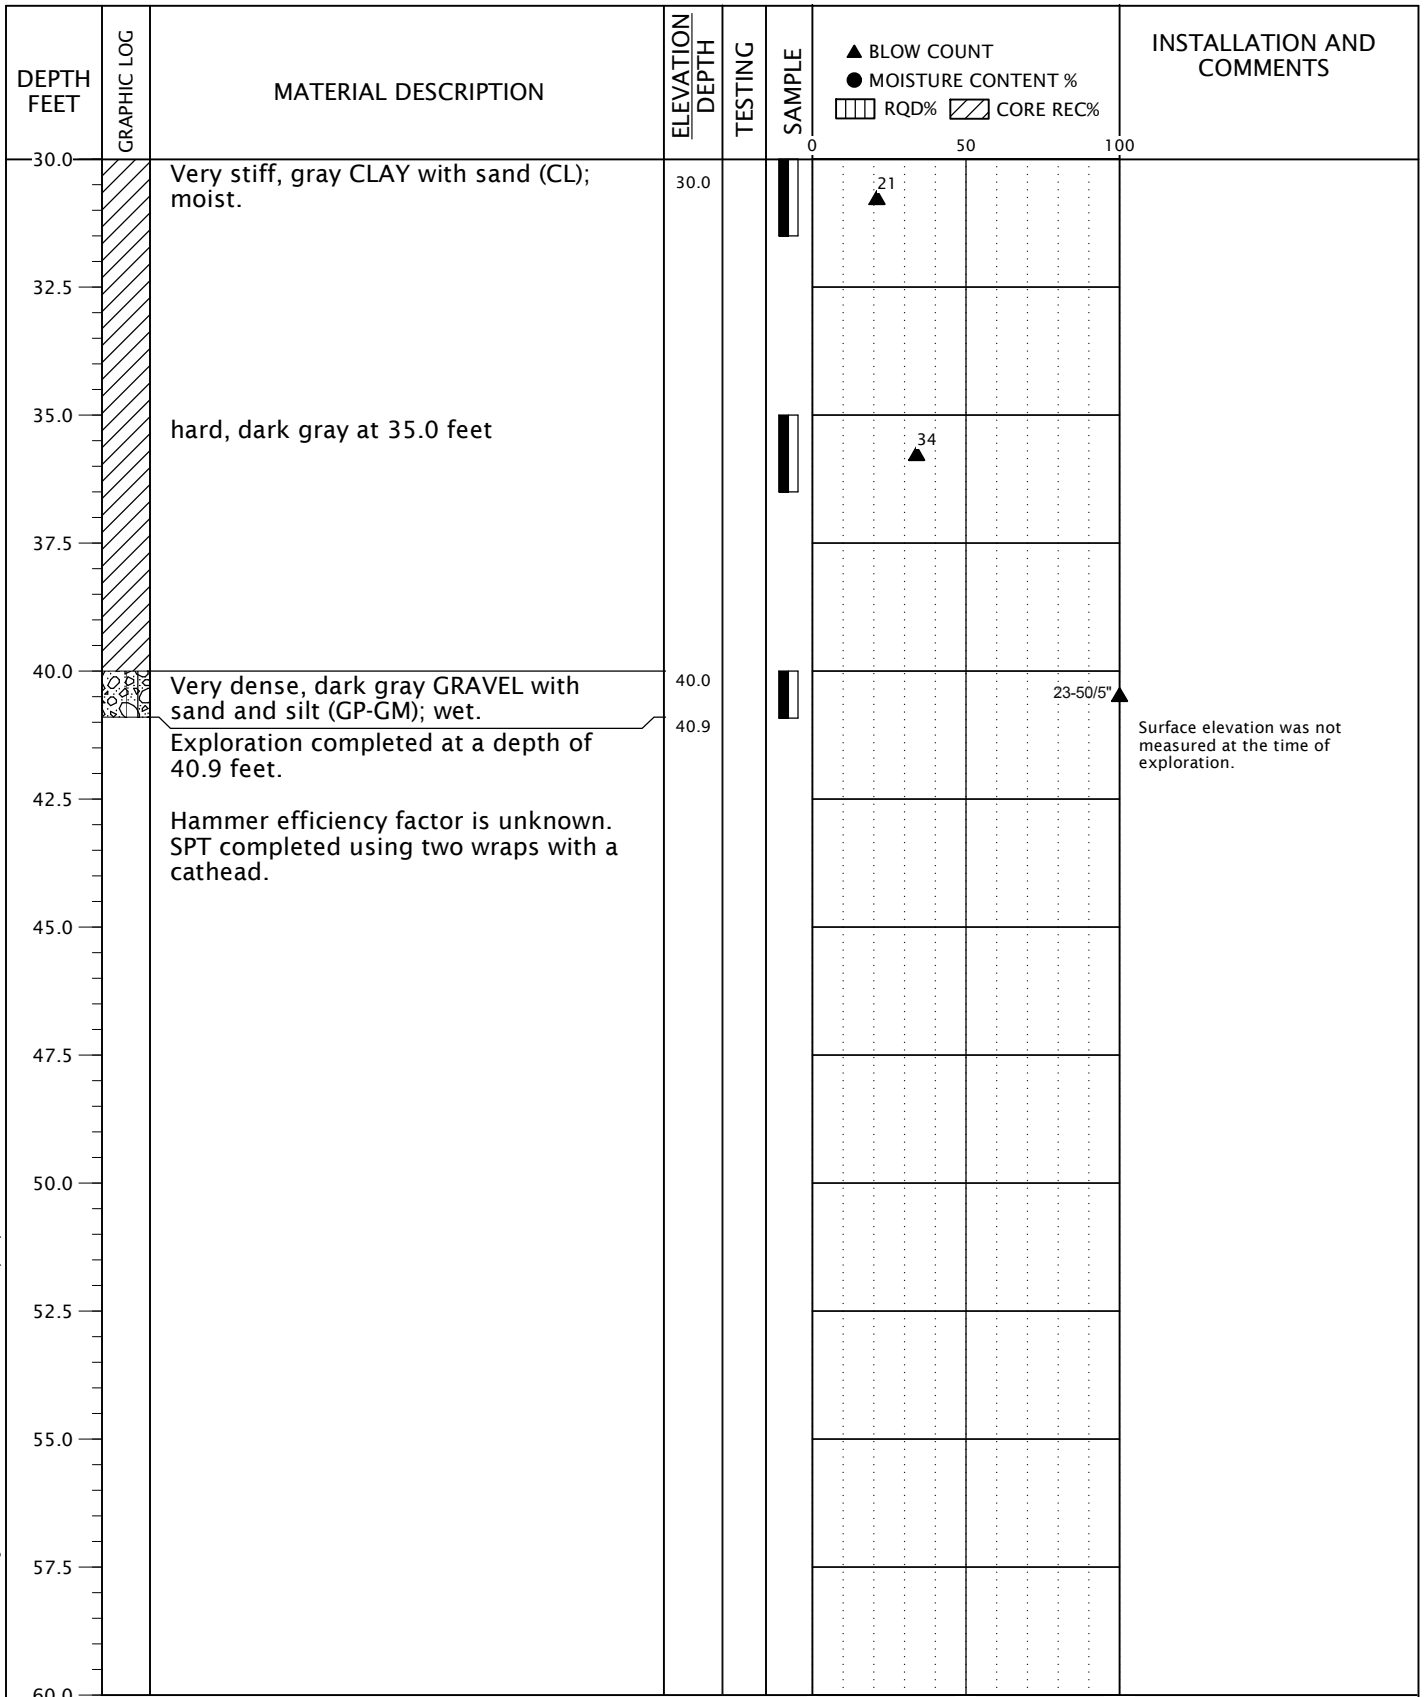 DEPTH
FEET
GRAPHIC LOG
MATERIAL DESCRIPTION
ELEVATION
DEPTH
TESTING
SAMPLE
▲ BLOW COUNT
● MOISTURE CONTENT %
RQD% CORE REC%
0 50 100
INSTALLATION AND
COMMENTS
30.0
Very stiff, gray CLAY with sand (CL);
moist.
30.0
21
32.5
35.0
hard, dark gray at 35.0 feet
34
37.5
40.0
Very dense, dark gray GRAVEL with
sand and silt (GP-GM); wet.
40.0
23-50/5"
40.9
Exploration completed at a depth of
40.9 feet.
Surface elevation was not
measured at the time of
exploration.
42.5
Hammer efficiency factor is unknown.
SPT completed using two wraps with a
cathead.
45.0
47.5
50.0
52.5
55.0
57.5
60.0